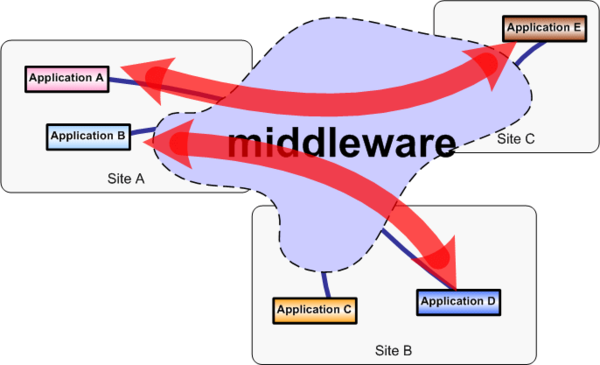 Application E
Application A
Application B
middleware
Site C
Site A
Application D
Application C
Site B